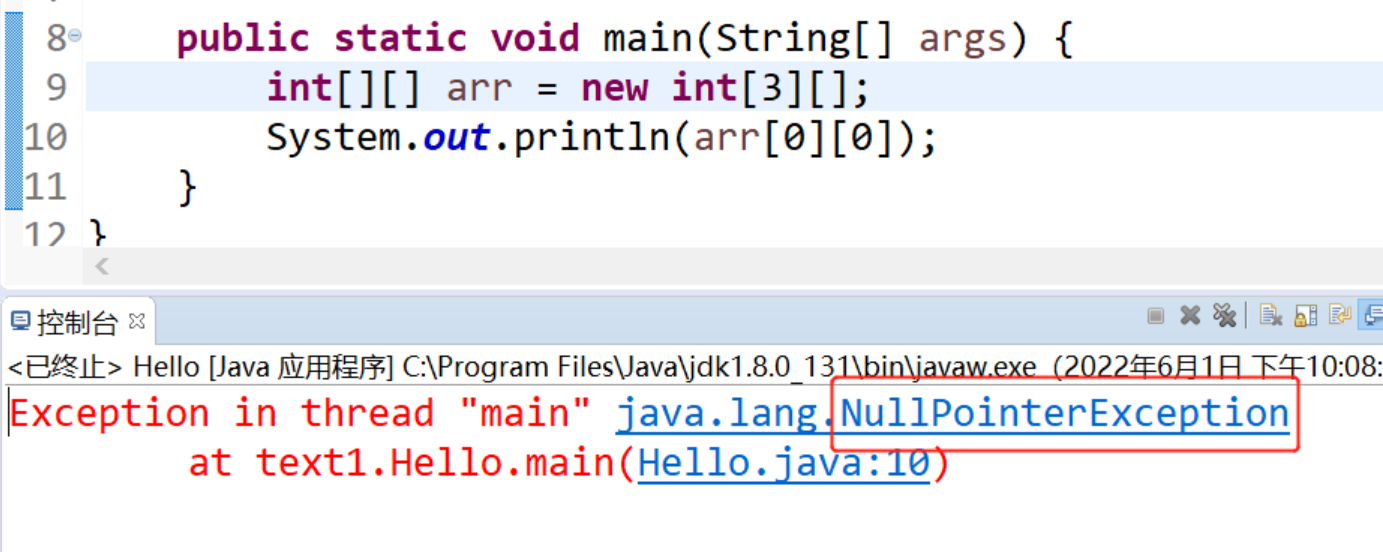 8 public static void main(String[] args) {
9 int[][] arr = new int[3][];
10 System.out.println(arr[0][0]);
11 }
12 }
控制台
<已终止> Hello [Java 应用程序] C:\Program Files\Java\jdk1.8.0_131\bin\javaw.exe (2022年6月1日 下午10:08:
Exception in thread "main" java.lang.NullPointerException
at text1.Hello.main(Hello.java:10)